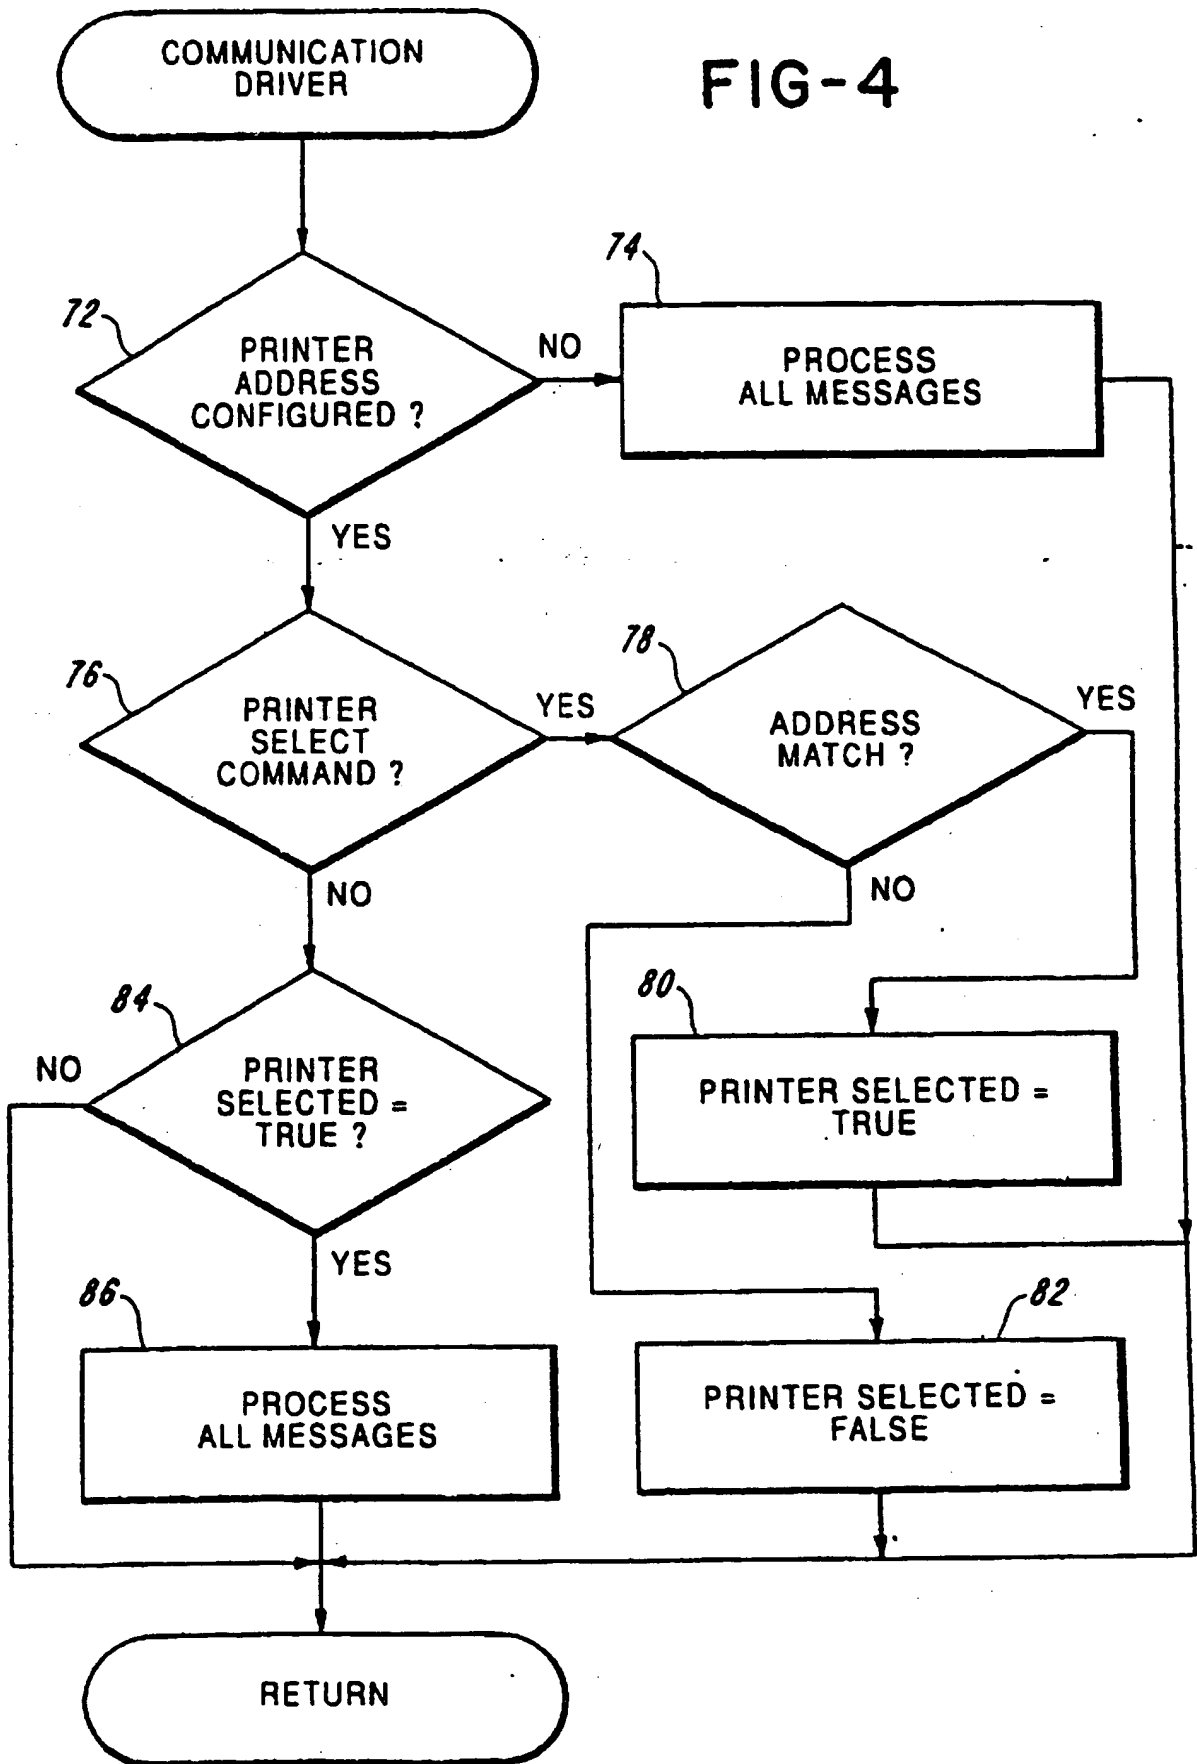 COMMUNICATION
DRIVER
FIG-4
74
72
PRINTER
ADDRESS
CONFIGURED ?
NO
PROCESS
ALL MESSAGES
YES
76
PRINTER
SELECT
COMMAND ?
YES
78
ADDRESS
MATCH ?
YES
NO
NO
84
NO
PRINTER
SELECTED =
TRUE ?
YES
80
PRINTER SELECTED =
TRUE
86
PROCESS
ALL MESSAGES
82
PRINTER SELECTED =
FALSE
RETURN